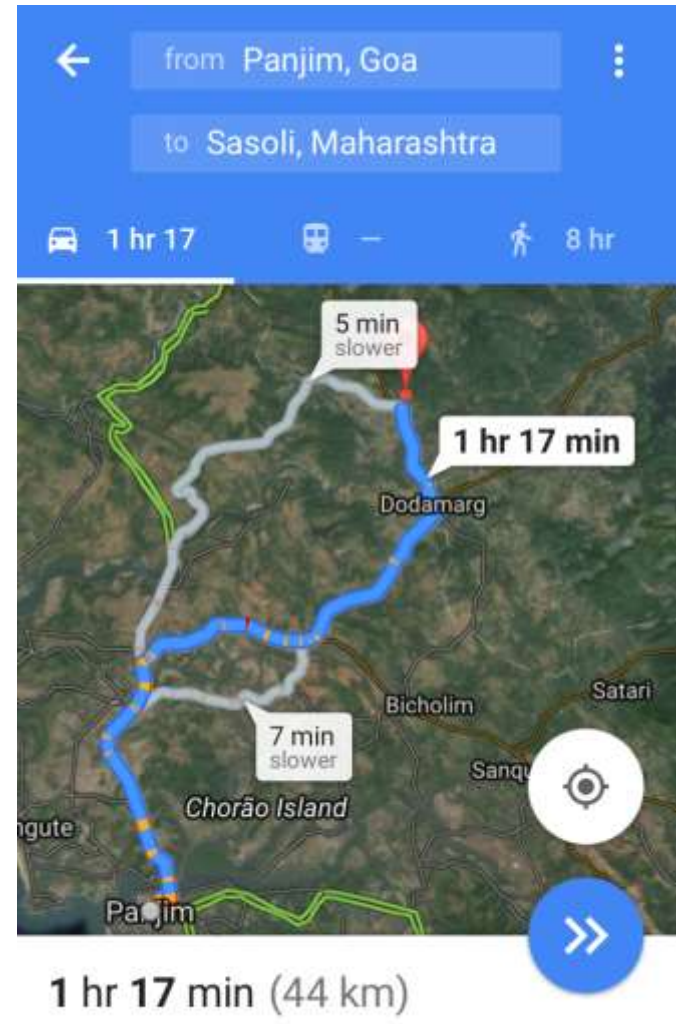 from Panjim, Goa
to Sasoli, Maharashtra
1 hr 17
—
8 hr
5 min
slower
1 hr 17 min
Dodamarg
Bicholim
Satari
7 min
slower
Sanqu
Chorão Island
ngute
Panjim
1 hr 17 min (44 km)